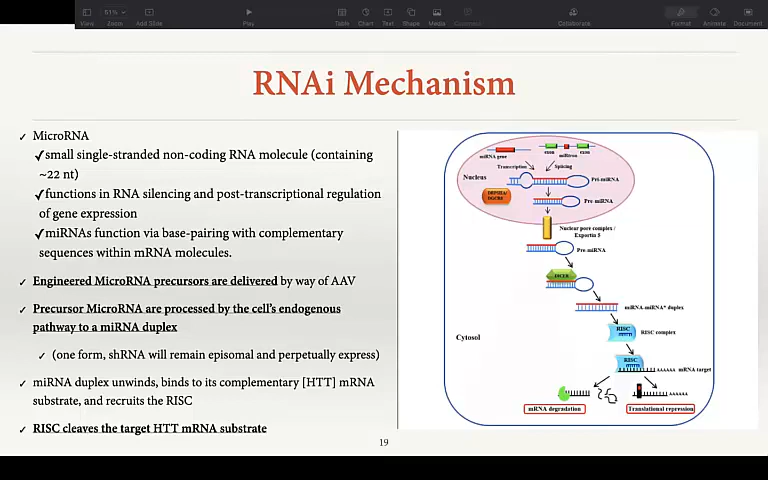 61%
View
Zoom
Add Slide
Play
Table
Chart
Text
Shape
Media
Comment
Collaborate
Format
Animate
Document
RNAi Mechanism
✓ MicroRNA
✓small single-stranded non-coding RNA molecule (containing
~22 nt)
✓functions in RNA silencing and post-transcriptional regulation
of gene expression
✓miRNAs function via base-pairing with complementary
sequences within mRNA molecules.
✓ Engineered MicroRNA precursors are delivered by way of AAV
✓ Precursor MicroRNA are processed by the cell's endogenous
pathway to a miRNA duplex
✓ (one form, shRNA will remain episomal and perpetually express)
✓ miRNA duplex unwinds, binds to its complementary [HTT] mRNA
substrate, and recruits the RISC
✓ RISC cleaves the target HTT mRNA substrate
miRNA gene
exon
miRtron
exon
Transcription
Splicing
Nucleus
Pri-miRNA
DROSHA/
DGCR8
Pre-miRNA
Nuclear pore complex /
Exportin 5
Pre-miRNA
DICER
miRNA-miRNA* duplex
Cytosol
RISC
RISC complex
RISC
AAAAAA
mRNA target
AAAAAA
mRNA degradation
Translational repression
19